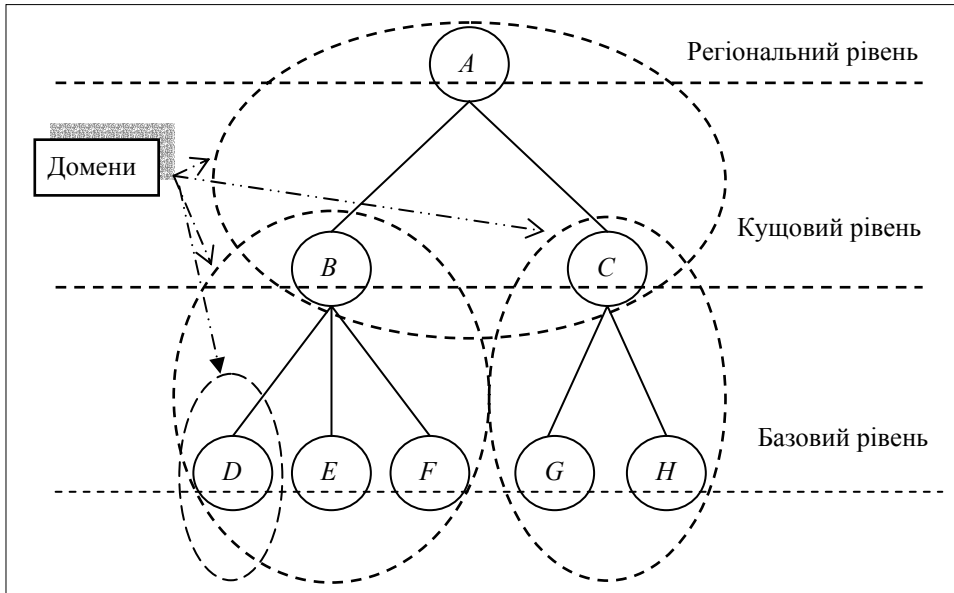 A
Регіональний рівень
Домени
Кущовий рівень
B
C
Базовий рівень
D
E
F
G
H